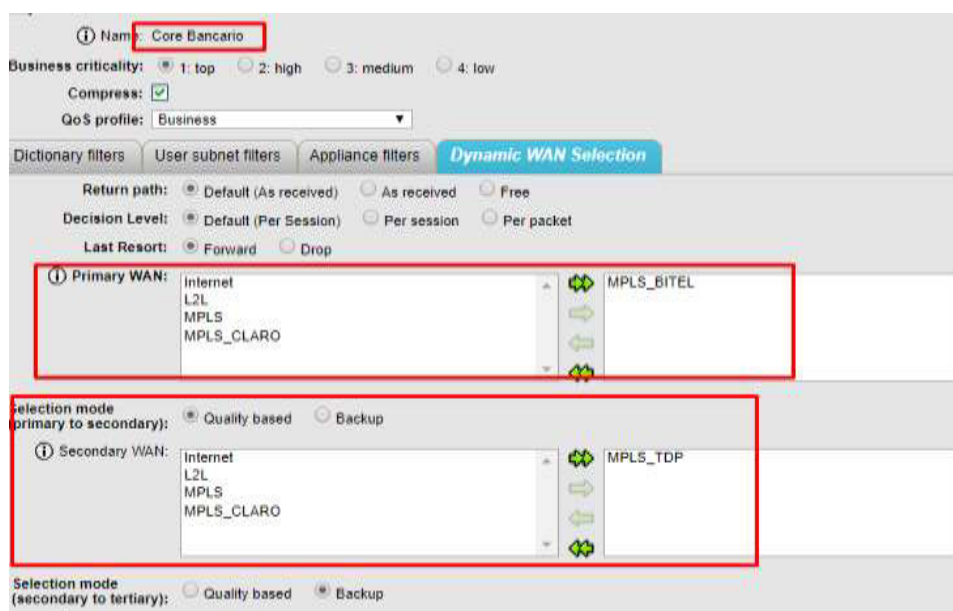 Name: Core Bancario
Business criticality: 1: top 2: high 3: medium 4: low
Compress:
QoS profile: Business
Dictionary filters User subnet filters Appliance filters Dynamic WAN Selection
Return path: Default (As received) As received Free
Decision Level: Default (Per Session) Per session Per packet
Last Resort: Forward Drop
Primary WAN: Internet MPLS_BITEL
L2L
MPLS
MPLS_CLARO
Selection mode
(primary to secondary): Quality based Backup
Secondary WAN: Internet MPLS_TDP
L2L
MPLS
MPLS_CLARO
Selection mode
(secondary to tertiary): Quality based Backup